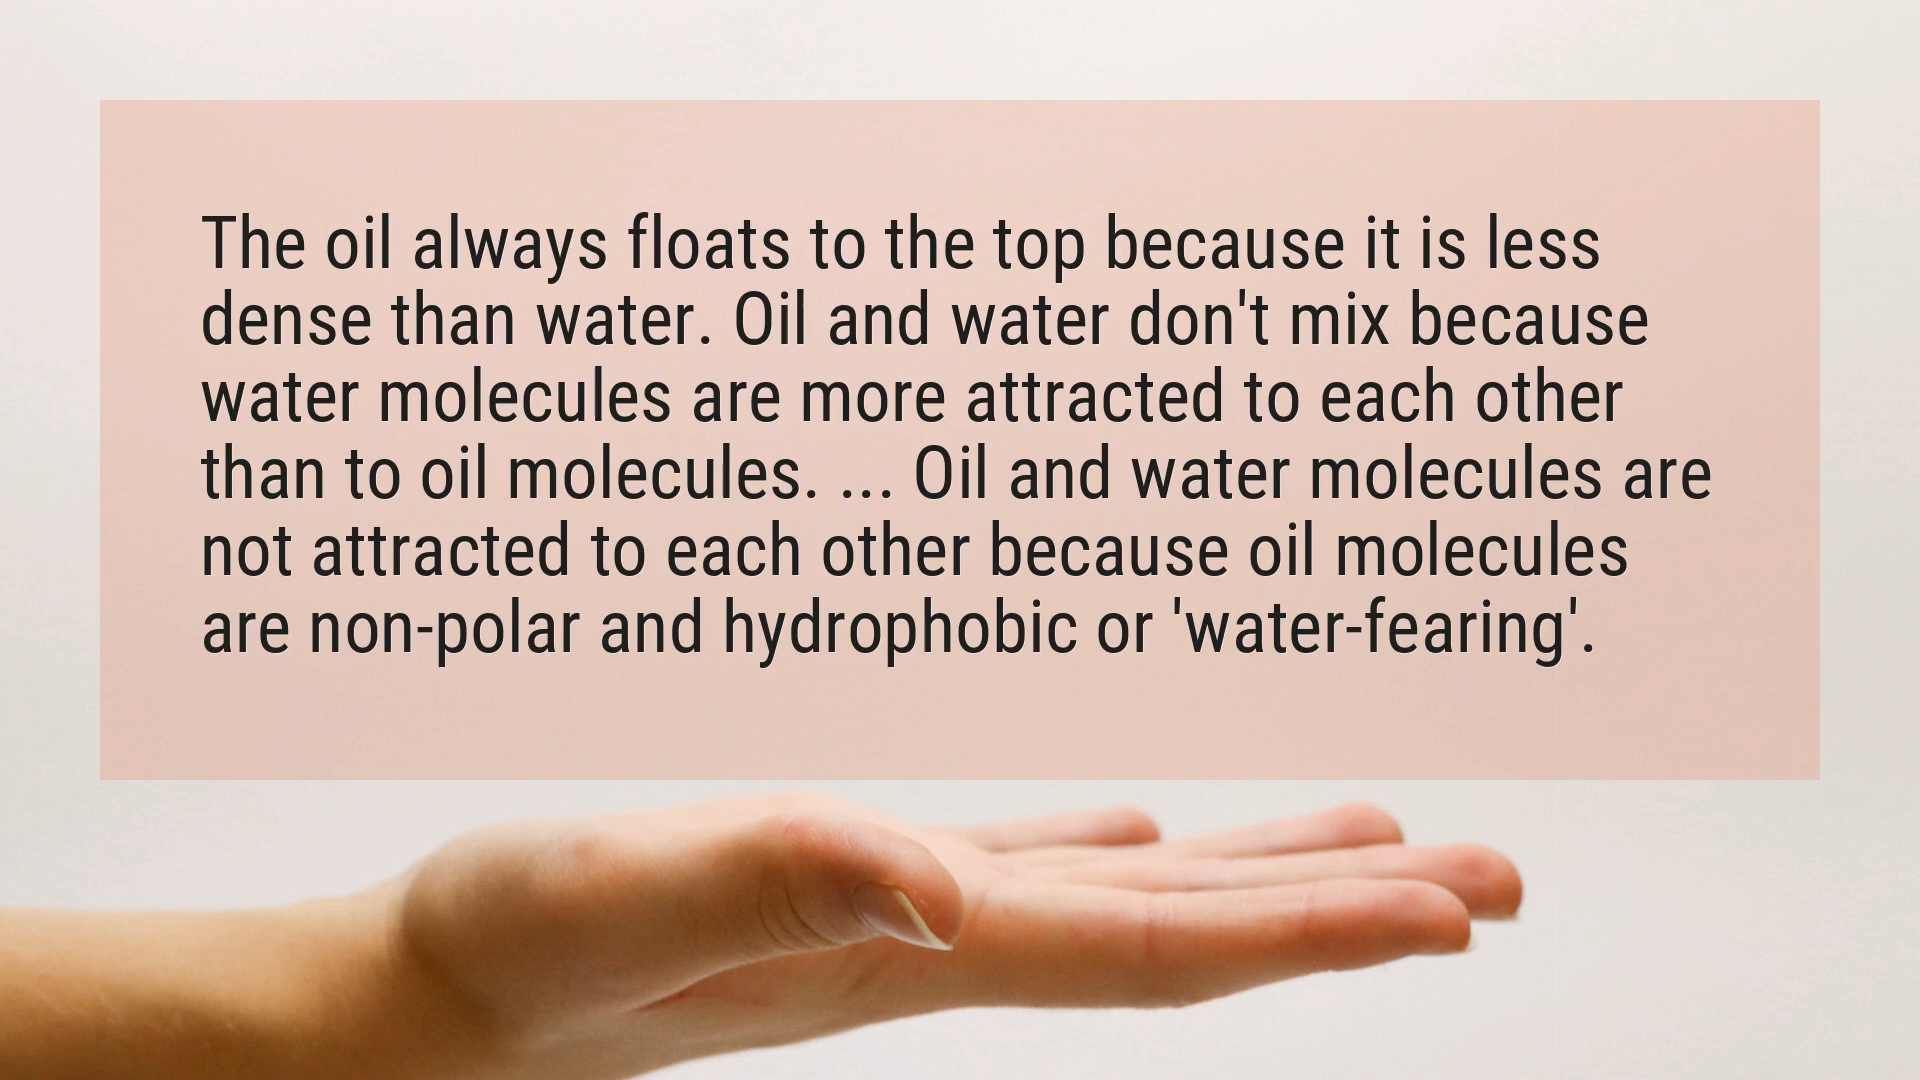 The oil always floats to the top because it is less
dense than water. Oil and water don't mix because
water molecules are more attracted to each other
than to oil molecules. ... Oil and water molecules are
not attracted to each other because oil molecules
are non-polar and hydrophobic or 'water-fearing'.